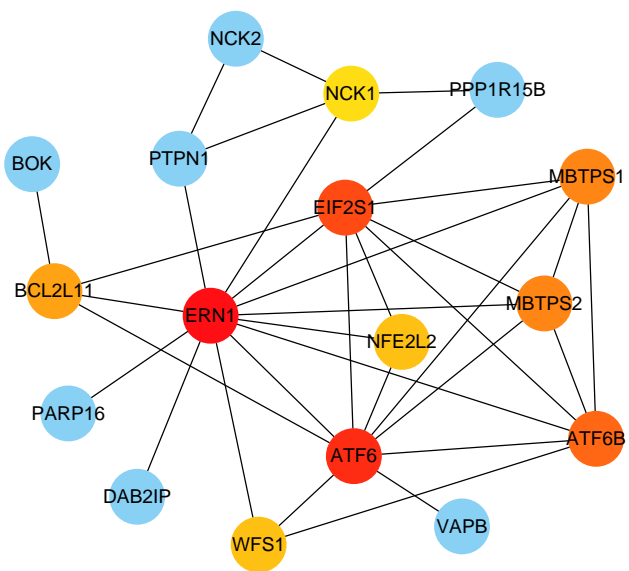 NCK2
NCK1
PPP1R15B
PTPN1
BOK
MBTPS1
EIF2S1
BCL2L11
MBTPS2
ERN1
NFE2L2
PARP16
ATF6B
ATF6
DAB2IP
VAPB
WFS1